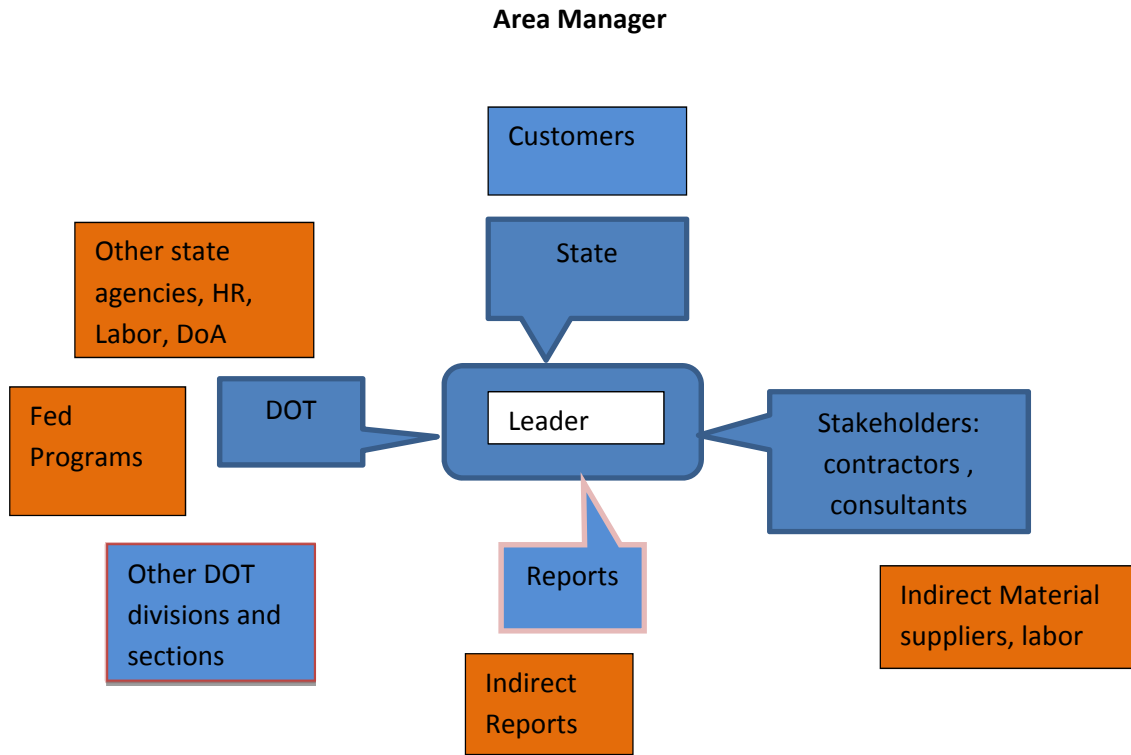 Area Manager
Customers
State
Other state
agencies, HR,
Labor, DoA
DOT
Fed
Programs
Leader
Stakeholders:
contractors ,
consultants
Other DOT
divisions and
sections
Reports
Indirect Material
suppliers, labor
Indirect
Reports